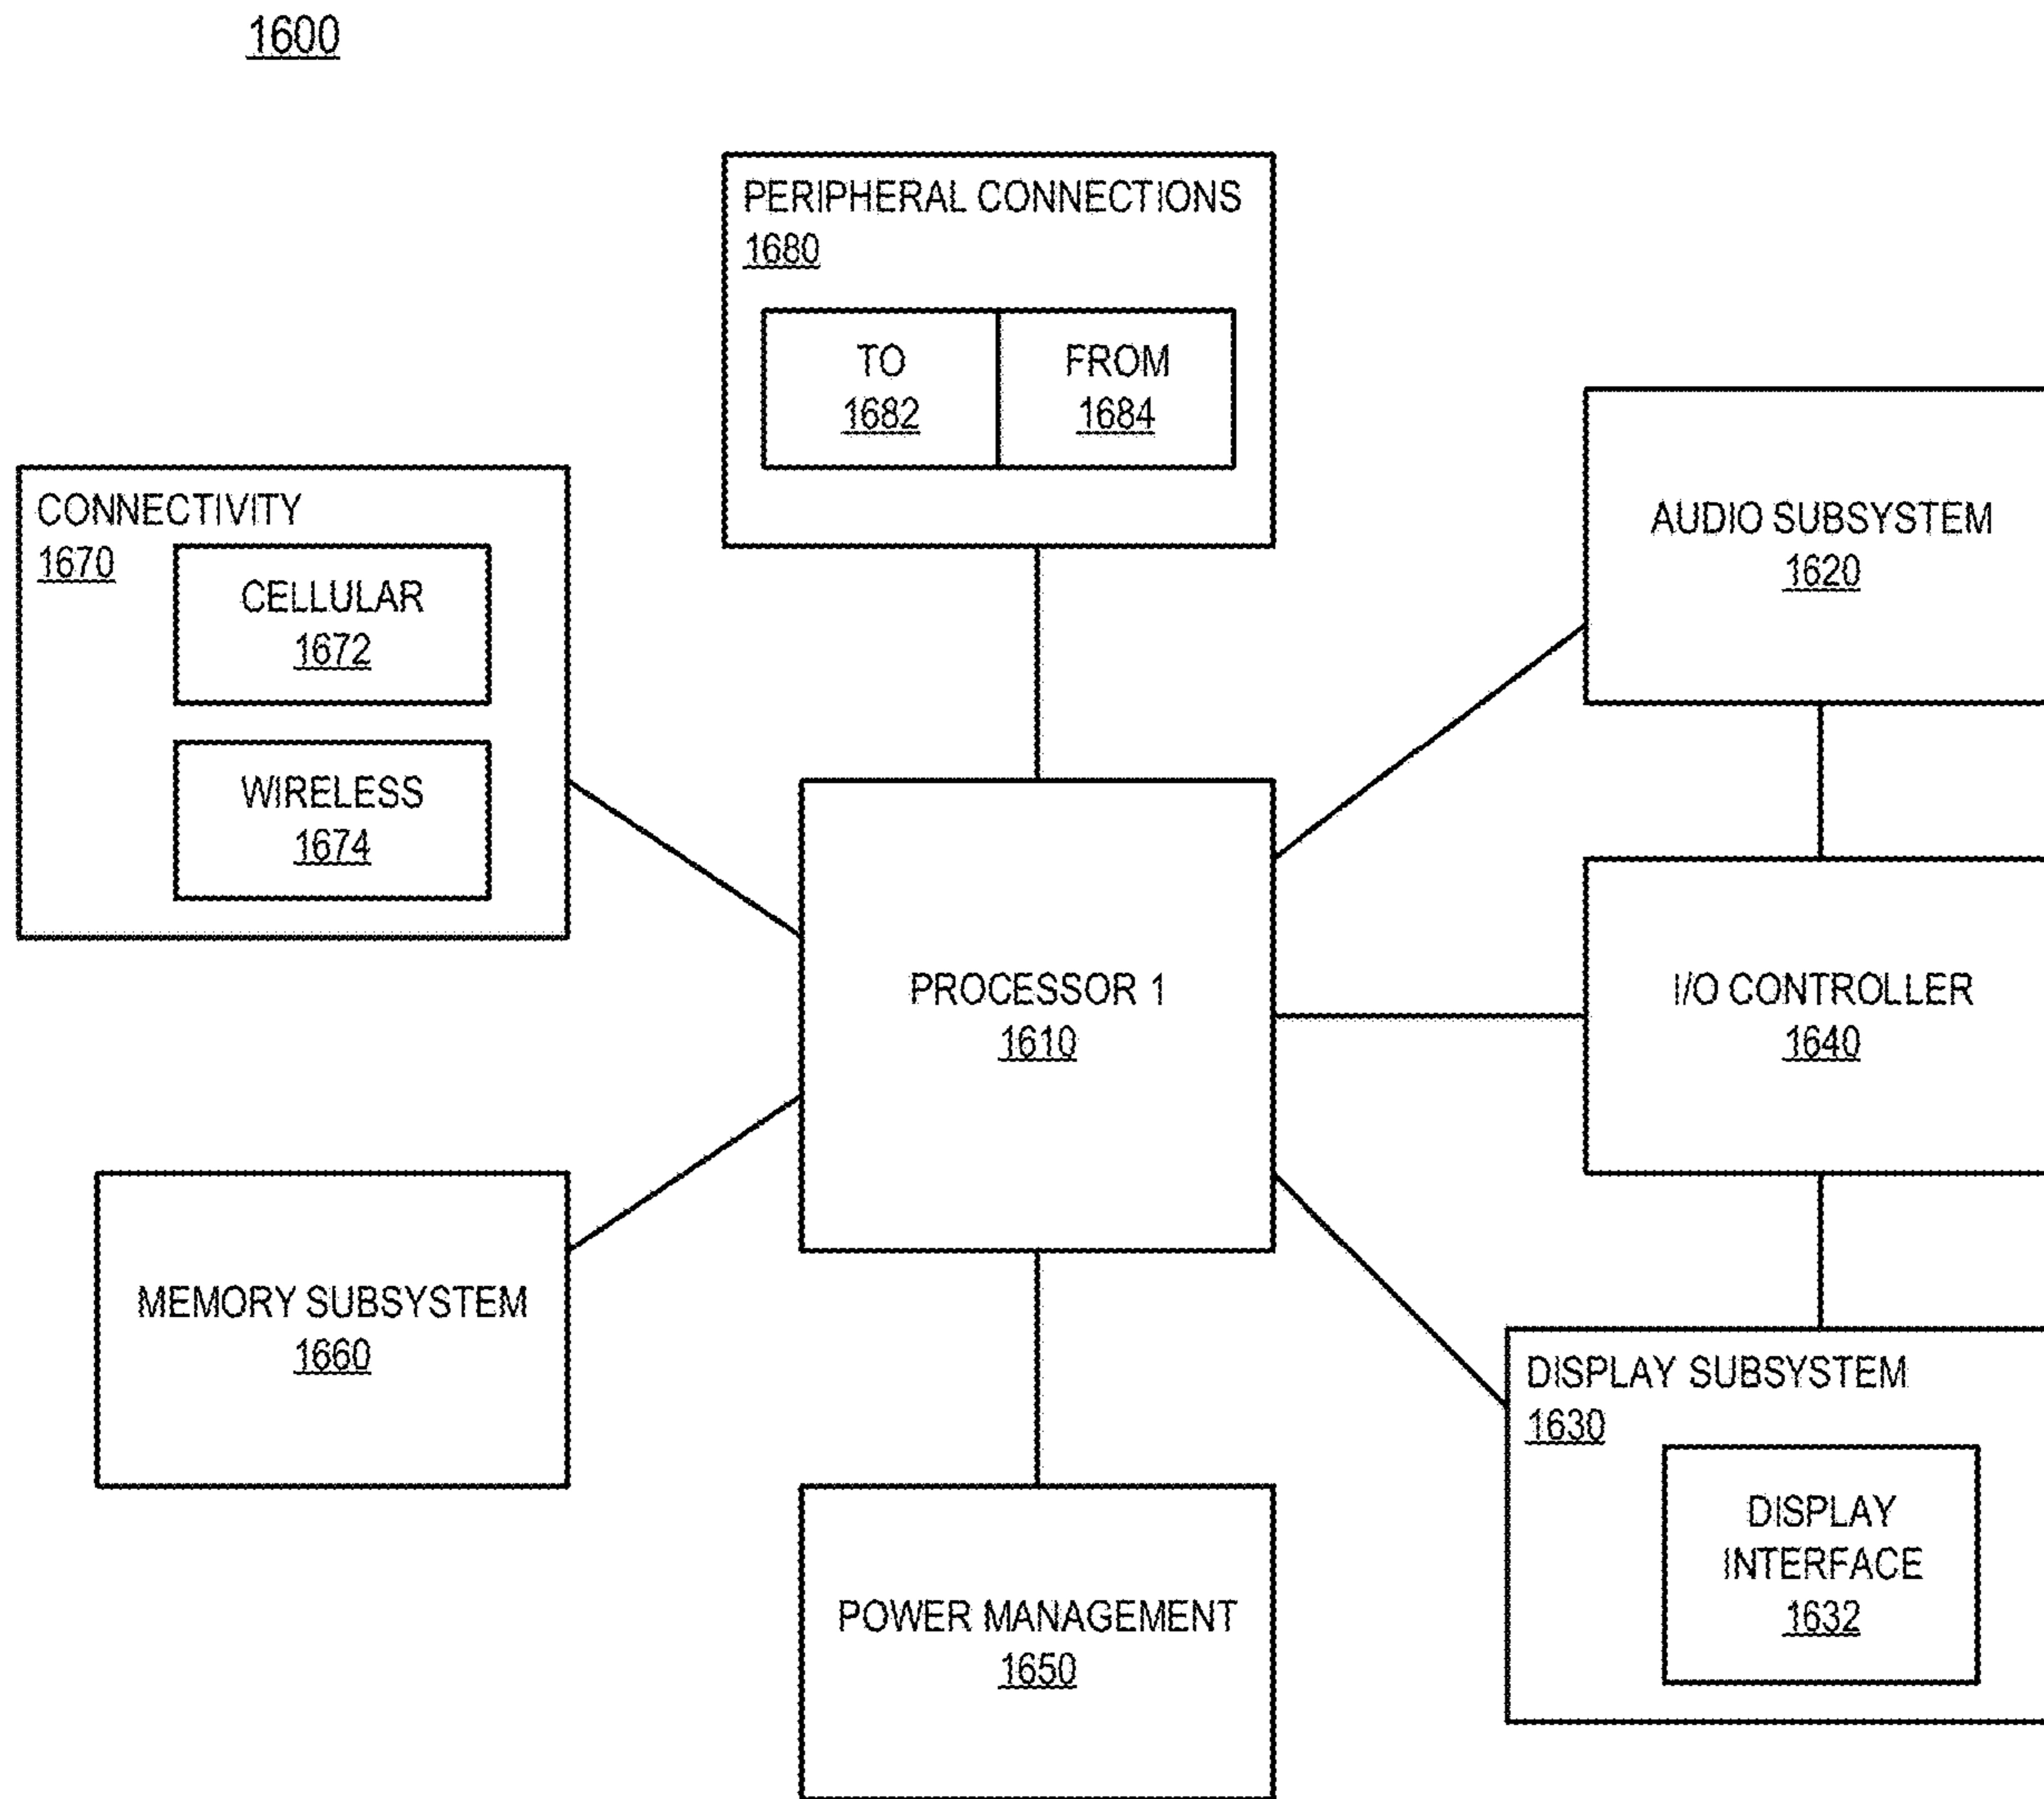 1600
PERIPHERAL CONNECTIONS
1680
TO
1682
FROM
1684
AUDIO SUBSYSTEM
1620
CONNECTIVITY
1670
CELLULAR
1672
WIRELESS
1674
PROCESSOR 1
1610
I/O CONTROLLER
1640
MEMORY SUBSYSTEM
1660
DISPLAY SUBSYSTEM
1630
DISPLAY
INTERFACE
1632
POWER MANAGEMENT
1650